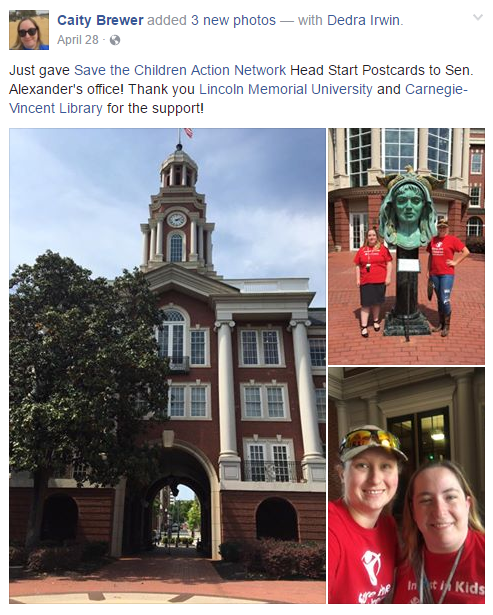 Caity Brewer added 3 new photos — with Dedra Irwin.
April 28 ·
Just gave Save the Children Action Network Head Start Postcards to Sen.
Alexander's office! Thank you Lincoln Memorial University and Carnegie-
Vincent Library for the support!
Invest in Kids